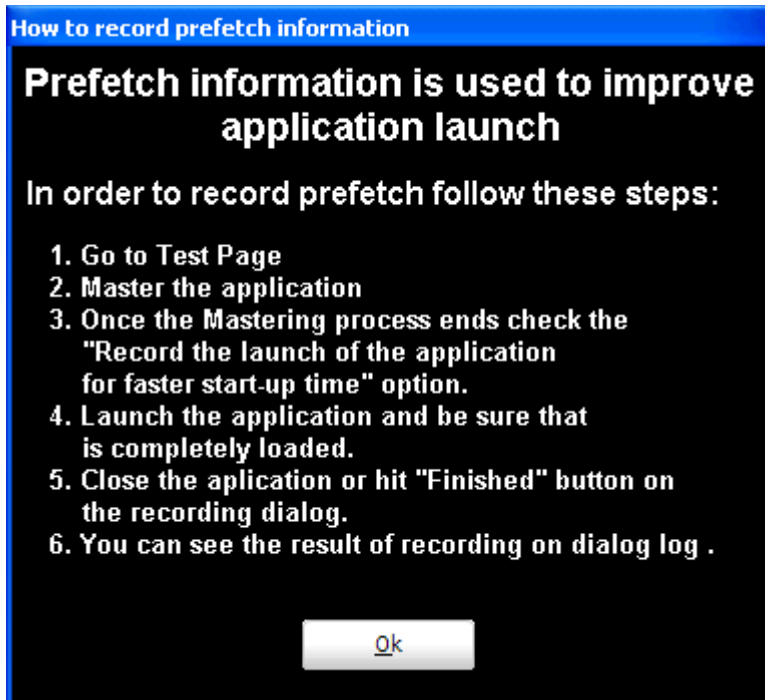 How to record prefetch information
Prefetch information is used to improve
application launch
In order to record prefetch follow these steps:
1. Go to Test Page
2. Master the application
3. Once the Mastering process ends check the
"Record the launch of the application
for faster start-up time" option.
4. Launch the application and be sure that
is completely loaded.
5. Close the aplication or hit "Finished" button on
the recording dialog.
6. You can see the result of recording on dialog log .
Ok